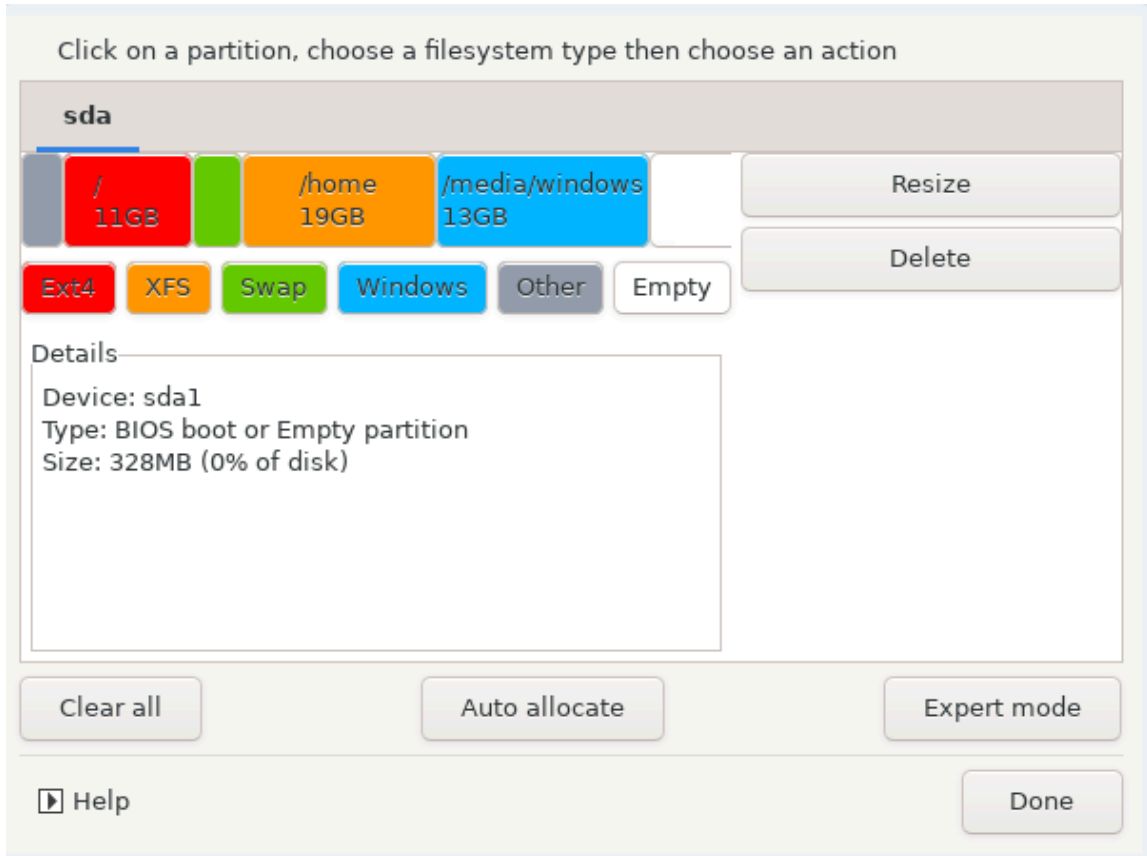 Click on a partition, choose a filesystem type then choose an action
sda
/
11GB
/home
19GB
/media/windows
13GB
Resize
Delete
Ext4 XFS Swap Windows Other Empty
Details
Device: sda1
Type: BIOS boot or Empty partition
Size: 328MB (0% of disk)
Clear all Auto allocate Expert mode
Help Done